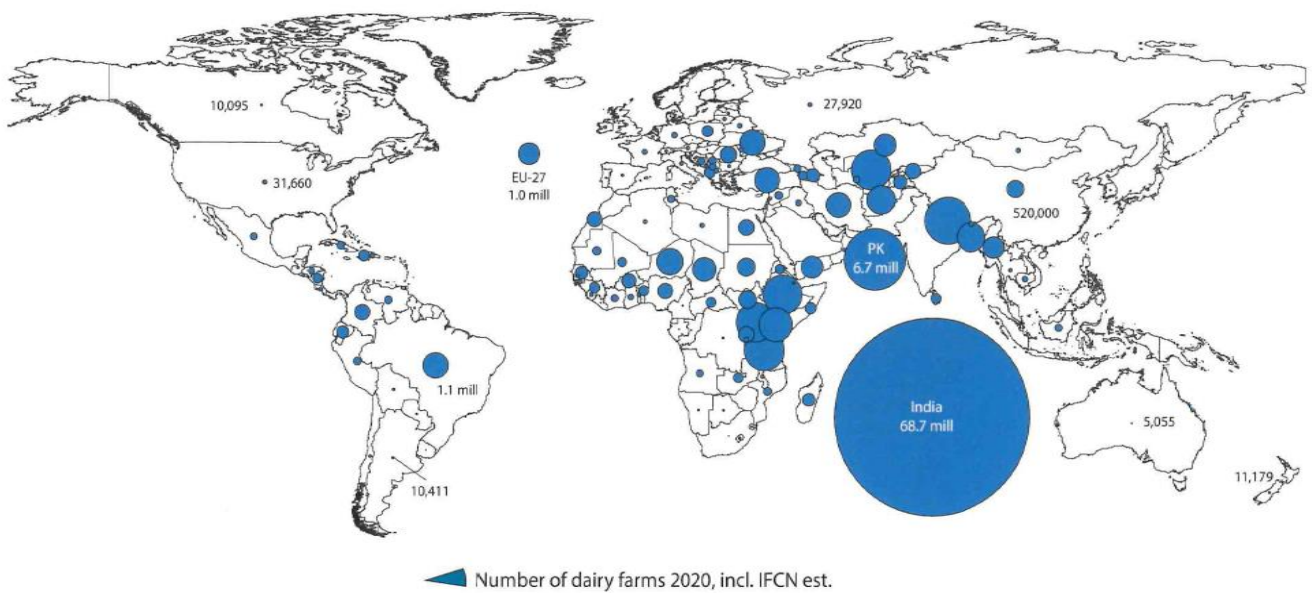 10,095
27,920
EU-27
1.0 mill
31,660
520,000
PK
6.7 mill
1.1 mill
India
68.7 mill
5,055
11,179
10,411
Number of dairy farms 2020, incl. IFCN est.